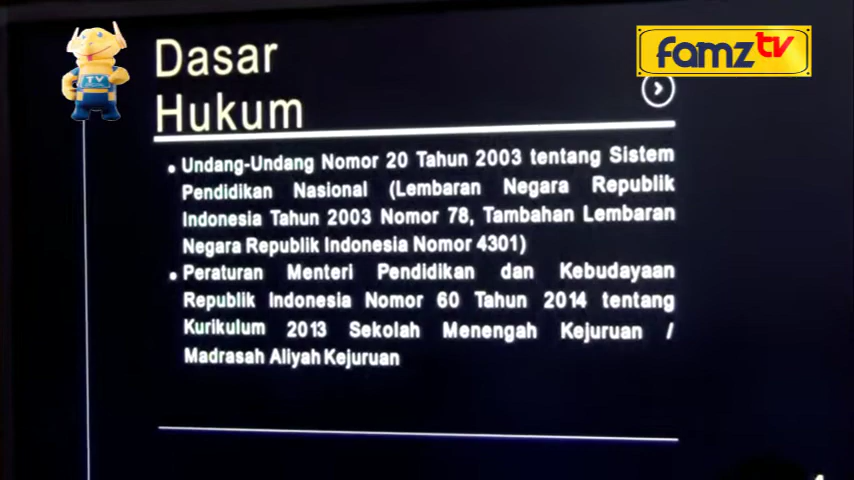 TV
famztv
Dasar
Hukum
• Undang-Undang Nomor 20 Tahun 2003 tentang Sistem
Pendidikan Nasional (Lembaran Negara Republik
Indonesia Tahun 2003 Nomor 78, Tambahan Lembaran
Negara Republik Indonesia Nomor 4301)
• Peraturan Menteri Pendidikan dan Kebudayaan
Republik Indonesia Nomor 60 Tahun 2014 tentang
Kurikulum 2013 Sekolah Menengah Kejuruan /
Madrasah Aliyah Kejuruan